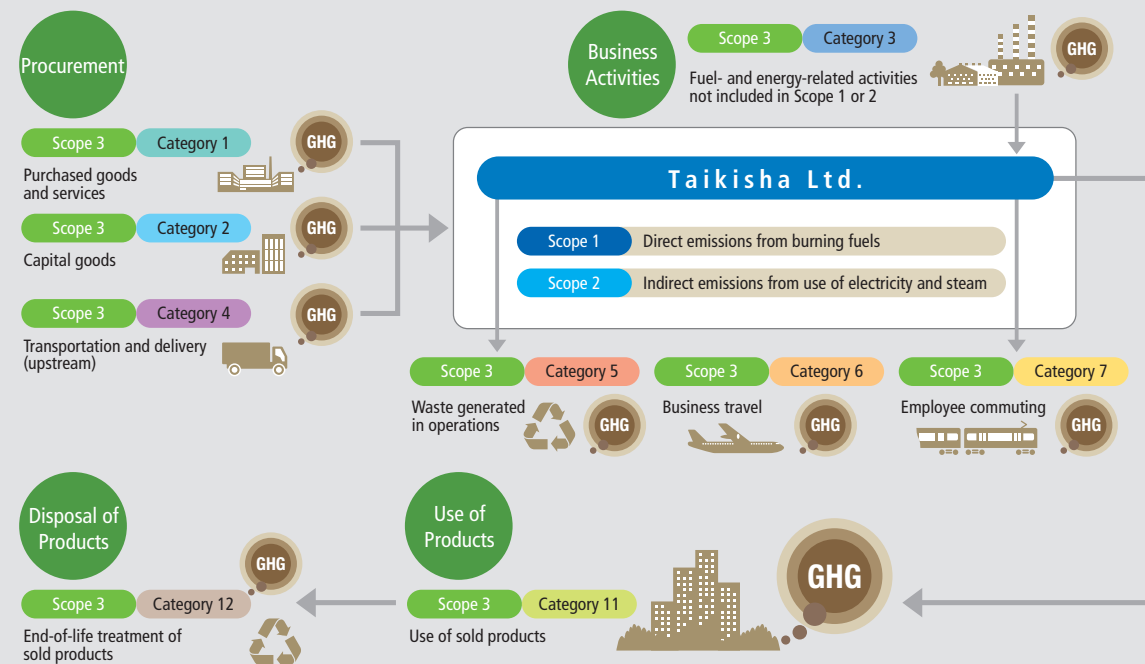 Procurement
Scope 3 Category 1
GHG
Purchased goods
and services
Scope 3 Category 2
GHG
Capital goods
Scope 3 Category 4
GHG
Transportation and delivery
(upstream)
Business
Activities
Scope 3 Category 3
GHG
Fuel- and energy-related activities
not included in Scope 1 or 2
Taikisha Ltd.
Scope 1 Direct emissions from burning fuels
Scope 2 Indirect emissions from use of electricity and steam
Scope 3 Category 5
Waste generated
in operations
GHG
Scope 3 Category 6
Business travel
GHG
Scope 3 Category 7
Employee commuting
GHG
Disposal of
Products
GHG
Scope 3 Category 12
End-of-life treatment of
sold products
Use of
Products
GHG
Scope 3 Category 11
Use of sold products